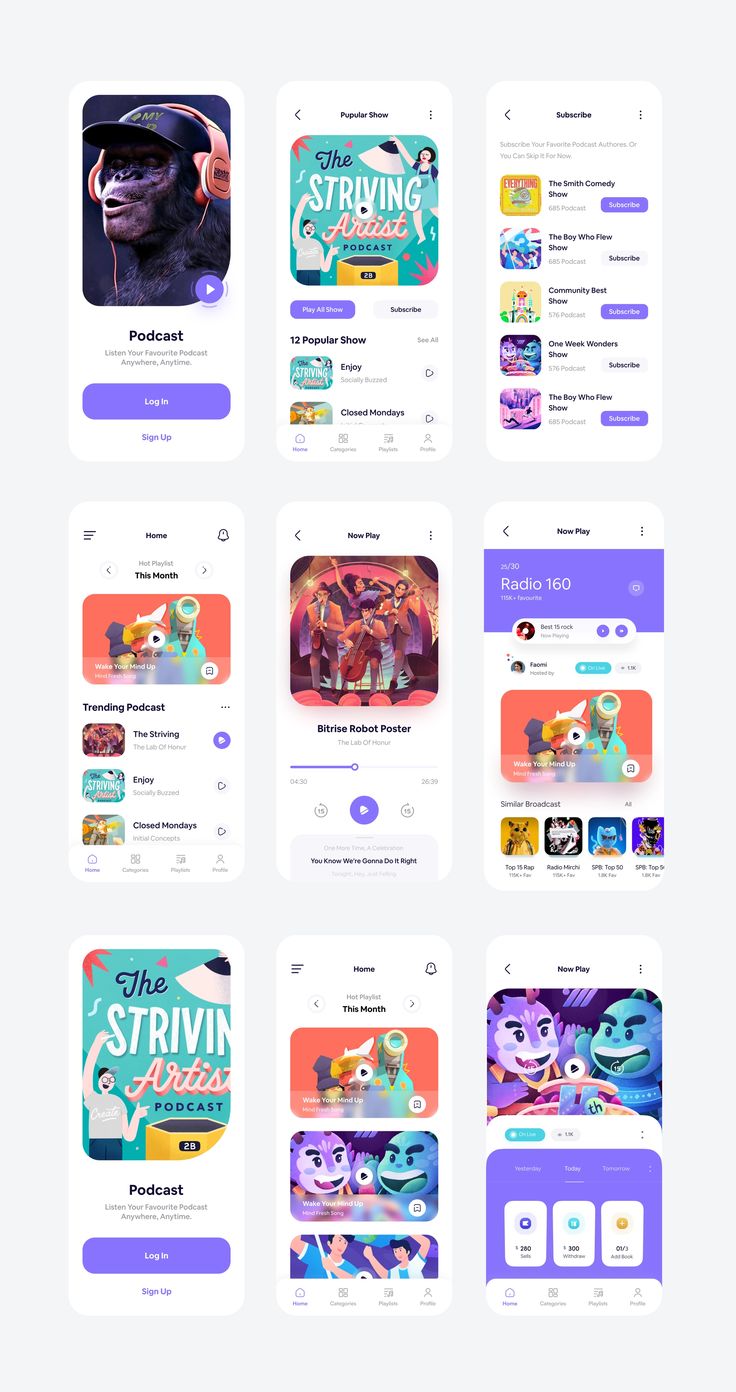 MY
Podcast
Listen Your Favourite Podcast
Anywhere, Anytime.
Log In
Sign Up
Pupular Show
The
STRIVING
Artist
PODCAST
Create
2B
Play All Show
Subscribe
12 Popular Show
See All
Enjoy
Socially Buzzed
Closed Mondays
Initial Concepts
Home
Categories
Playlists
Profile
Subscribe
Subscribe Your Favorite Podcast Authores. Or
You Can Skip It For Now.
EVERYTHING
The Smith Comedy
Show
685 Podcast
Subscribe
The Boy Who Flew
Show
685 Podcast
Subscribe
Community Best
Show
576 Podcast
Subscribe
One Week Wonders
Show
576 Podcast
Subscribe
The Boy Who Flew
Show
685 Podcast
Subscribe
Home
Hot Playlist
This Month
Wake Your Mind Up
Mind Fresh Song
Trending Podcast
The Striving
The Lab Of Honur
The
STRIVING
Artist
Enjoy
Socially Buzzed
Closed Mondays
Initial Concepts
Home
Categories
Playlists
Profile
Now Play
Bitrise Robot Poster
The Lab Of Honur
04:30
26:39
15
15
One More Time, A Celebration
You Know We're Gonna Do It Right
Tonight, Hey, Just Felling
Now Play
25/30
Radio 160
115K+ favourite
Best 15 rock
Now Playing
Faomi
Hosted by
On Live
1.1K
Wake Your Mind Up
Mind Fresh Song
Similar Broadcast
All
Top 15 Rap
115K+ Fav
Radio Mirchi
115K+ Fav
SPB: Top 50
1.8K Fav
SPB: Top 50
1.8K Fav
The
STRIVIN
Artist
PODCAST
Create
2B
Podcast
Listen Your Favourite Podcast
Anywhere, Anytime.
Log In
Sign Up
Home
Hot Playlist
This Month
Wake Your Mind Up
Mind Fresh Song
Wake Your Mind Up
Mind Fresh Song
Home
Categories
Playlists
Profile
Now Play
15
15
th
On Live
1.1K
Yesterday
Today
Tomorrow
$ 280
Sells
$ 300
Withdraw
01/3
Add Book
Home
Categories
Playlists
Profile